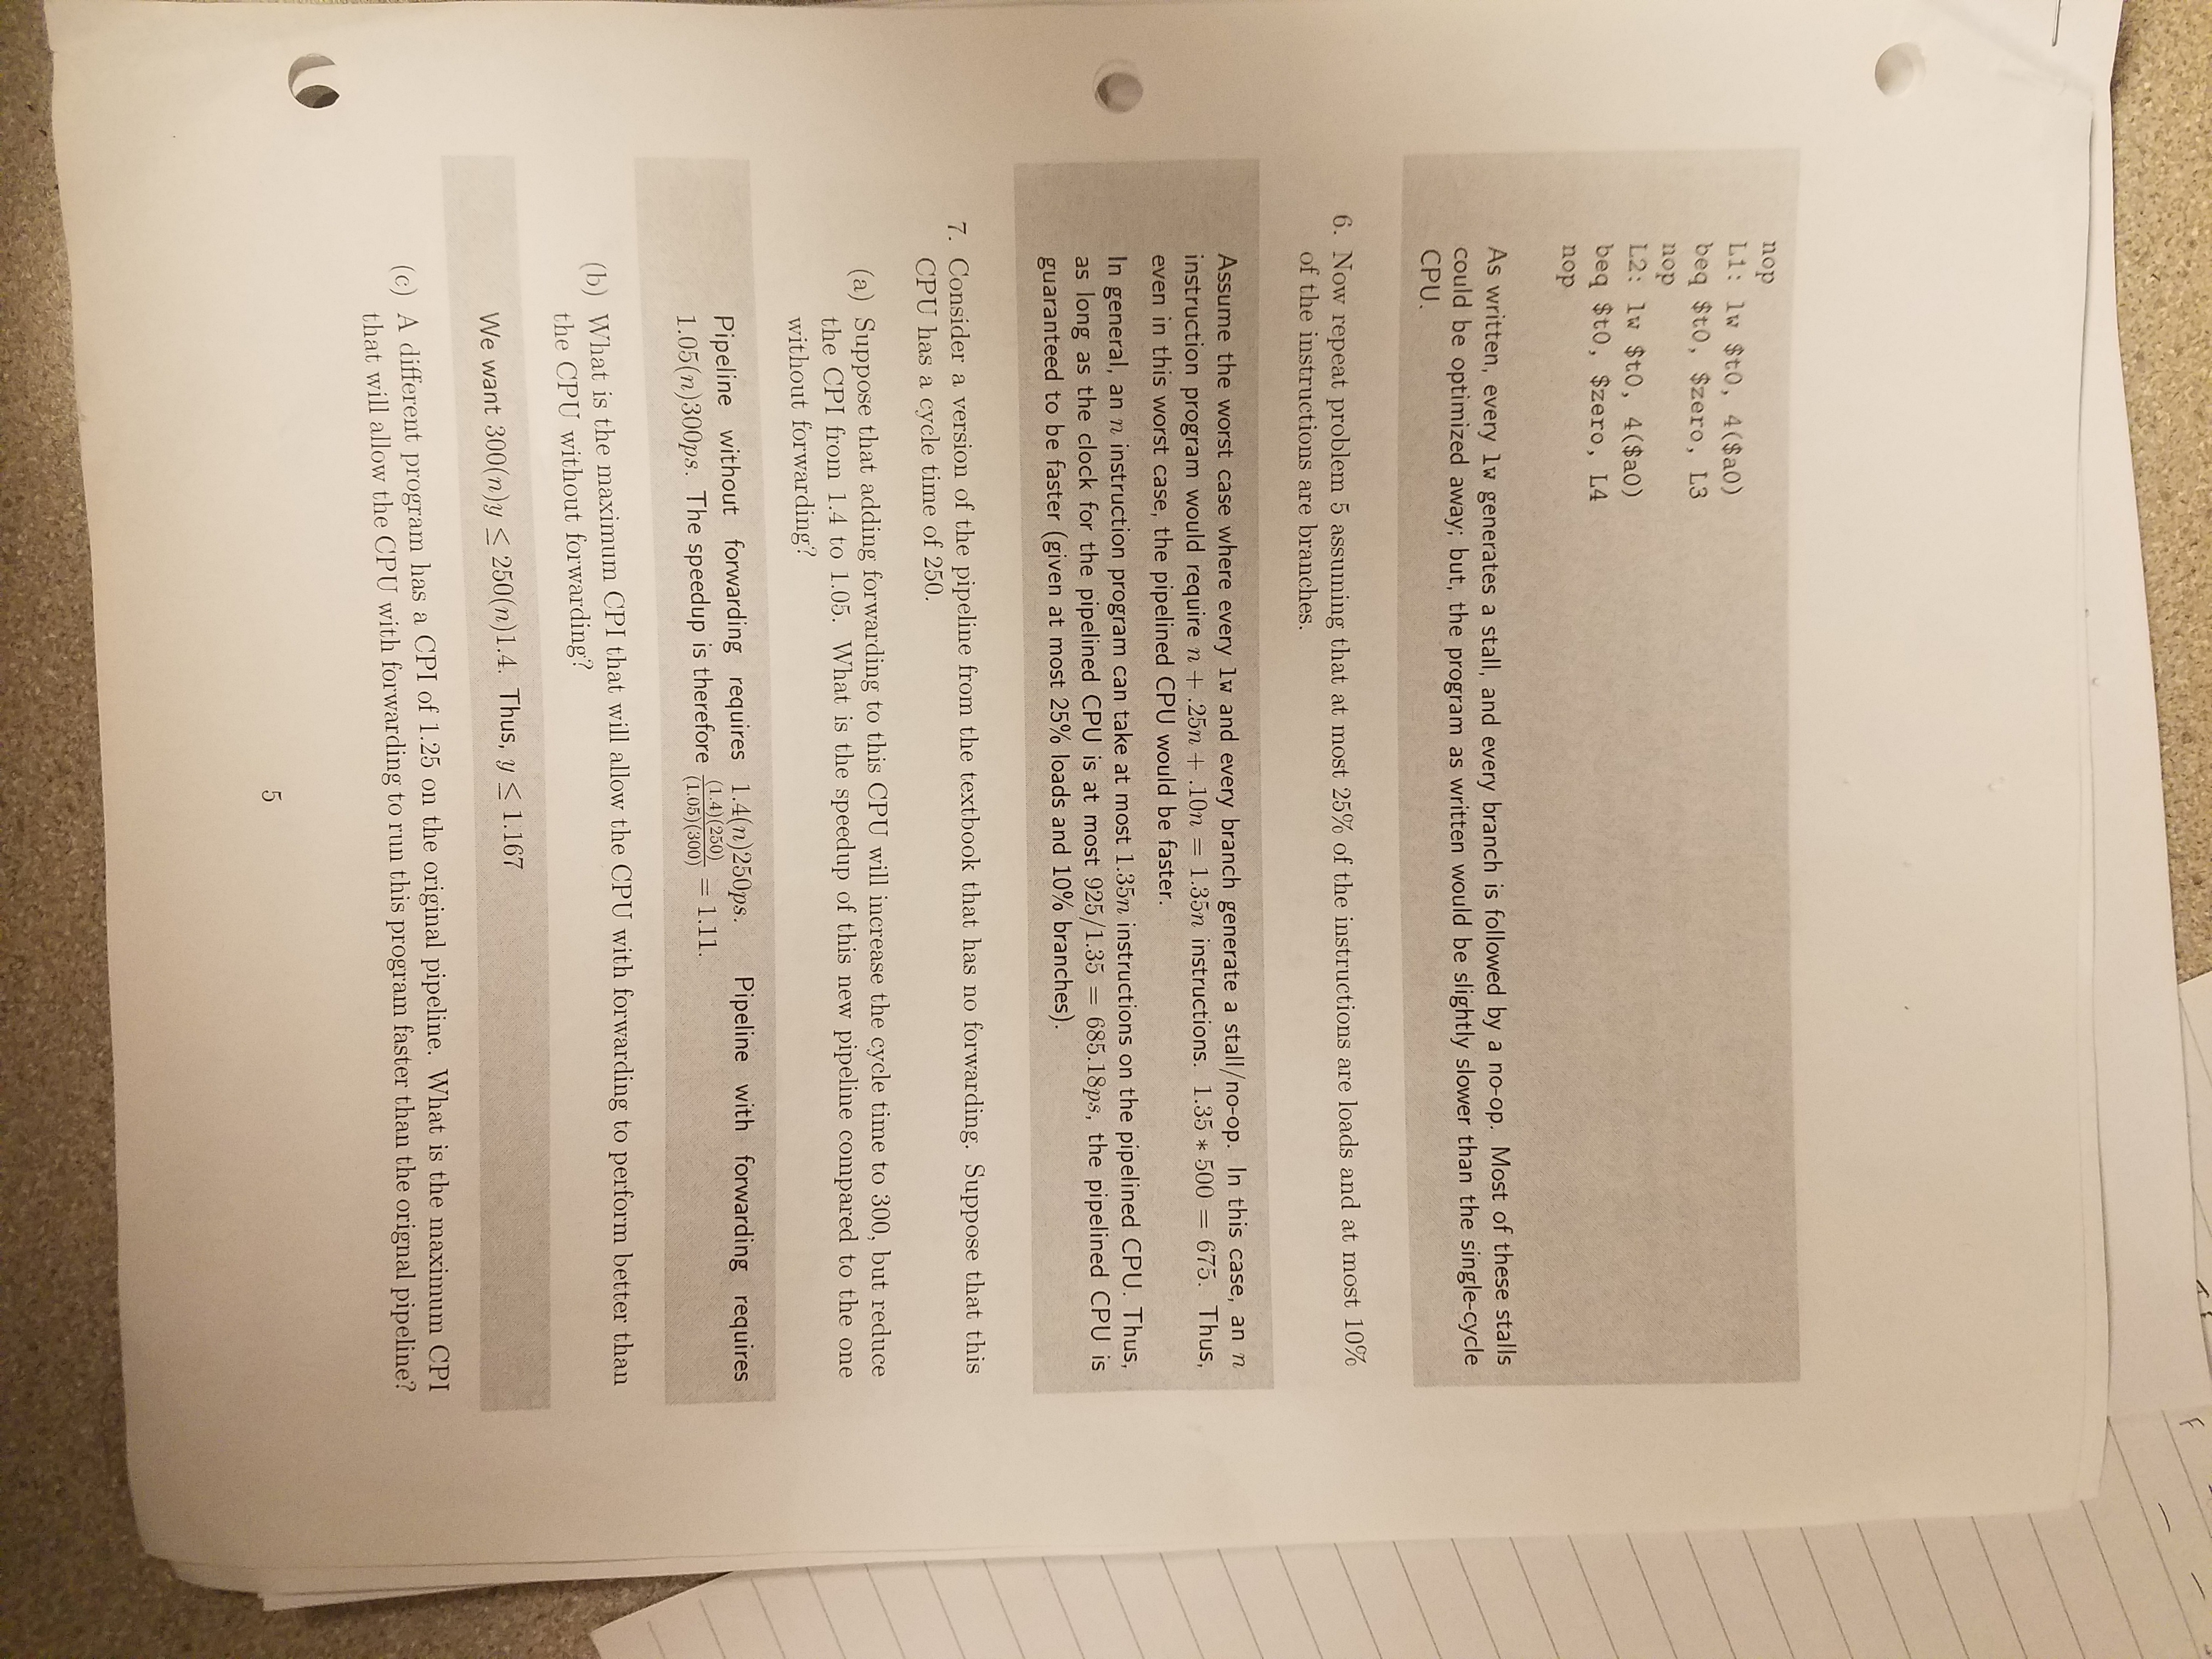 nop
L1: lw $t0, 4($a0)
beq $t0, $zero, L3
nop
L2: lw $t0, 4($a0)
beq $t0, $zero, L4
nop
As written, every lw generates a stall, and every branch is followed by a no-op. Most of these stalls
could be optimized away; but, the program as written would be slightly slower than the single-cycle
CPU.
6. Now repeat problem 5 assuming that at most 25% of the instructions are loads and at most 10%
of the instructions are branches.
Assume the worst case where every lw and every branch generate a stall/no-op. In this case, an n
instruction program would require n + .25n + .10n = 1.35n instructions. 1.35 * 500 = 675. Thus,
even in this worst case, the pipelined CPU would be faster.
In general, an n instruction program can take at most 1.35n instructions on the pipelined CPU. Thus,
as long as the clock for the pipelined CPU is at most 925/1.35 = 685.18ps, the pipelined CPU is
guaranteed to be faster (given at most 25% loads and 10% branches).
7. Consider a version of the pipeline from the textbook that has no forwarding. Suppose that this
CPU has a cycle time of 250.
(a) Suppose that adding forwarding to this CPU will increase the cycle time to 300, but reduce
the CPI from 1.4 to 1.05. What is the speedup of this new pipeline compared to the one
without forwarding?
Pipeline without forwarding requires 1.4(n)250ps. Pipeline with forwarding requires
1.05(n)300ps. The speedup is therefore (1.4)(250)/(1.05)(300) = 1.11.
(b) What is the maximum CPI that will allow the CPU with forwarding to perform better than
the CPU without forwarding?
We want 300(n)y ≤ 250(n)1.4. Thus, y ≤ 1.167
(c) A different program has a CPI of 1.25 on the original pipeline. What is the maximum CPI
that will allow the CPU with forwarding to run this program faster than the orignal pipeline?
5